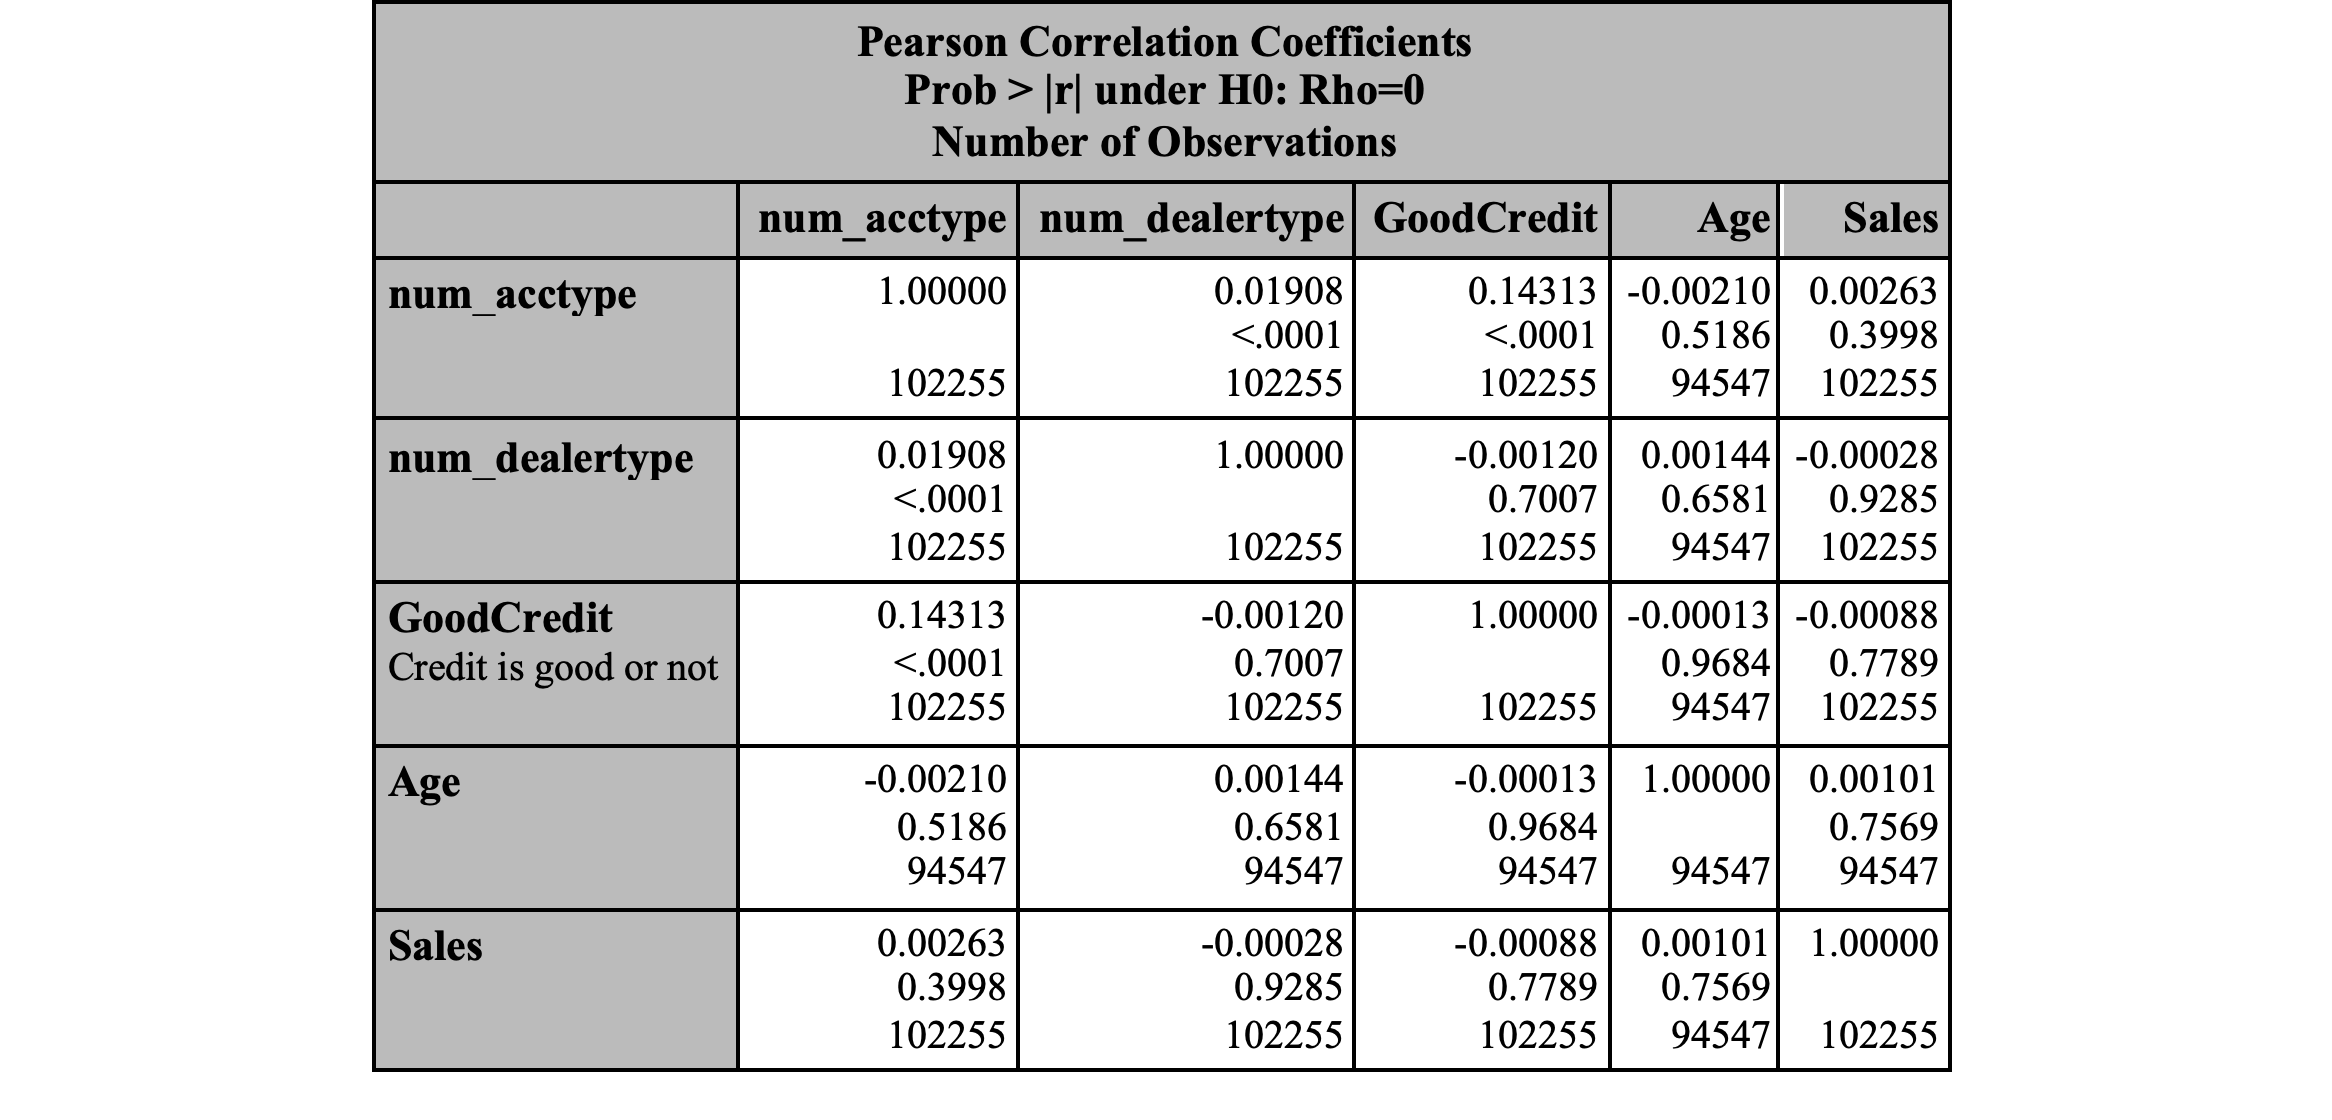 Pearson Correlation Coefficients
Prob > |r| under H0: Rho=0
Number of Observations
num_acctype num_dealertype GoodCredit Age Sales
num_acctype 1.00000 0.01908 0.14313 -0.00210 0.00263
<.0001 <.0001 0.5186 0.3998
102255 102255 102255 94547 102255
num_dealertype 0.01908 1.00000 -0.00120 0.00144 -0.00028
<.0001 0.7007 0.6581 0.9285
102255 102255 102255 94547 102255
GoodCredit 0.14313 -0.00120 1.00000 -0.00013 -0.00088
Credit is good or not <.0001 0.7007 0.9684 0.7789
102255 102255 102255 94547 102255
Age -0.00210 0.00144 -0.00013 1.00000 0.00101
0.5186 0.6581 0.9684 0.7569
94547 94547 94547 94547 94547
Sales 0.00263 -0.00028 -0.00088 0.00101 1.00000
0.3998 0.9285 0.7789 0.7569
102255 102255 102255 94547 102255